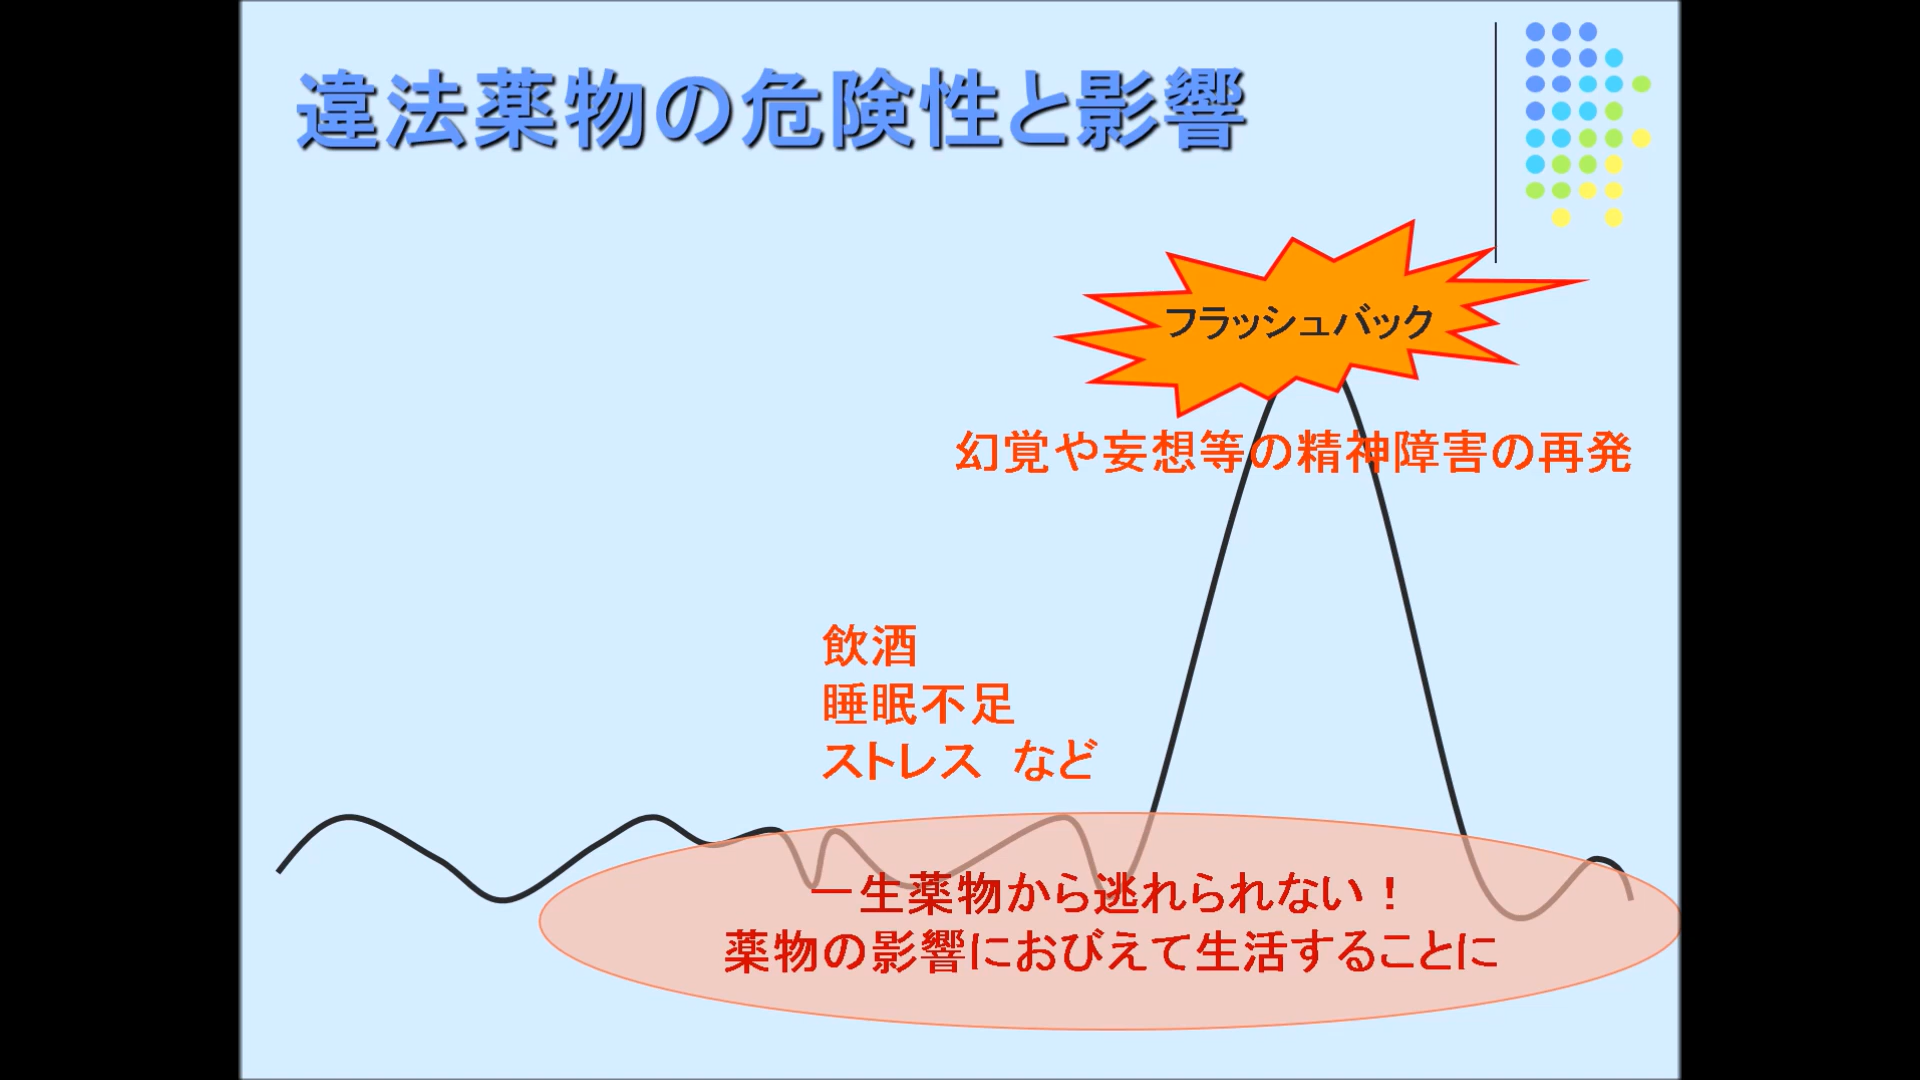 違法薬物の危険性と影響
フラッシュバック
幻覚や妄想等の精神障害の再発
飲酒
睡眠不足
ストレス　など
一生薬物から逃れられない！
薬物の影響におびえて生活することに